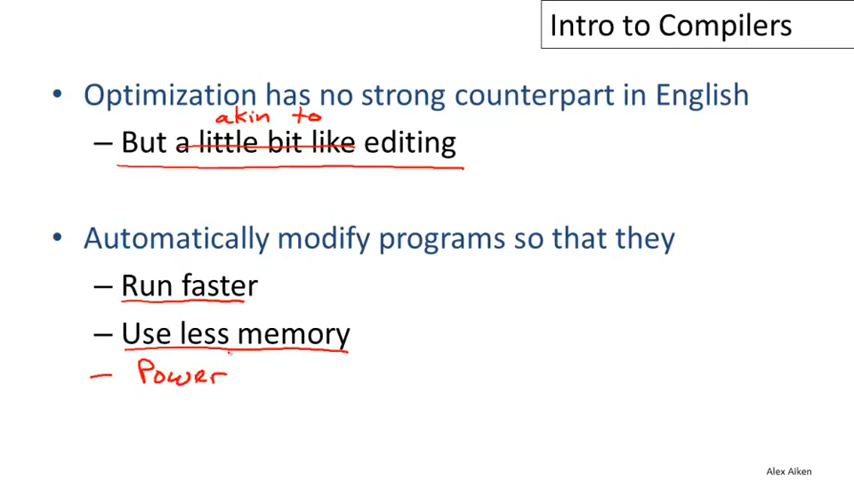 Intro to Compilers
• Optimization has no strong counterpart in English
akin to
– But a little bit like editing
• Automatically modify programs so that they
– Run faster
– Use less memory
– Power
Alex Aiken